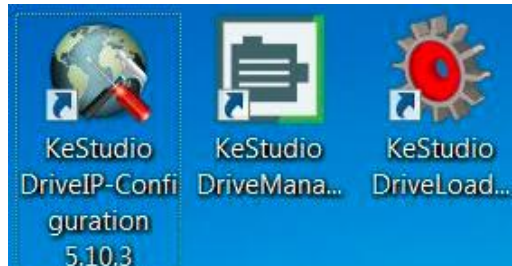 KeStudio
DriveIP-Confi
guration
5.10.3
KeStudio
DriveMana...
KeStudio
DriveLoad...